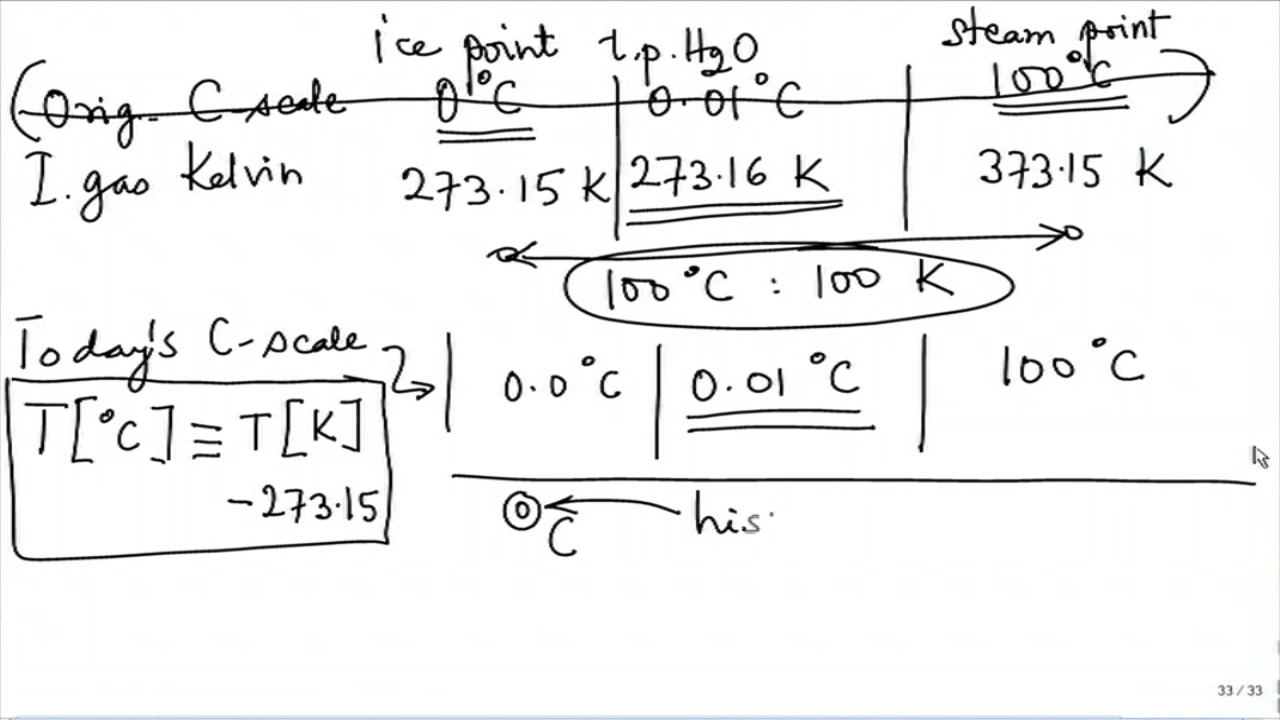 ice point t.p. H2O steam point
(Orig. C scale 0°C 0.01°C 100°C)
I. gas Kelvin 273.15 K 273.16 K 373.15 K
100°C : 100 K
Today's C-scale 0.0°C 0.01°C 100°C
T[°C] ≡ T[K]
-273.15
°C his
33 / 33